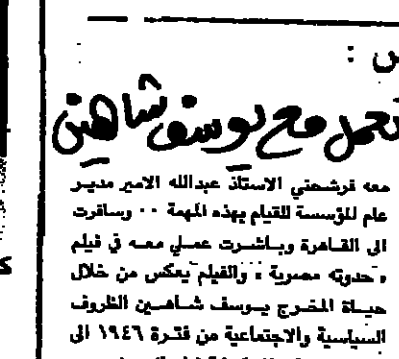 س :
تعمل مع يوسف شاهين
معه فرشحني الاستاذ عبدالله الامير مدير
عام المؤسسة للقيام بهذه المهمة ٠٠ وسافرت
الى القاهرة وباشرت عملي معه في فيلم
« حدوته مصرية » والفيلم يعكس من خلال
حياة المخرج يوسف شاهين الظروف
السياسية والاجتماعية من فترة ١٩٤٦ الى